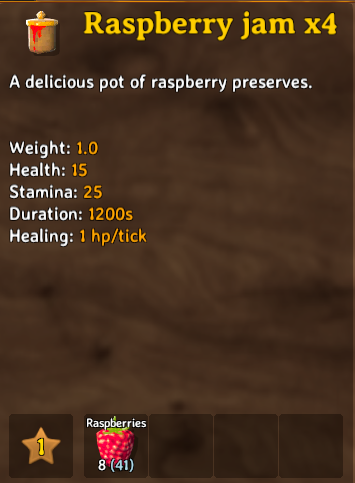 Raspberry jam x4
A delicious pot of raspberry preserves.
Weight: 1.0
Health: 15
Stamina: 25
Duration: 1200s
Healing: 1 hp/tick
Raspberries
1
8 (41)